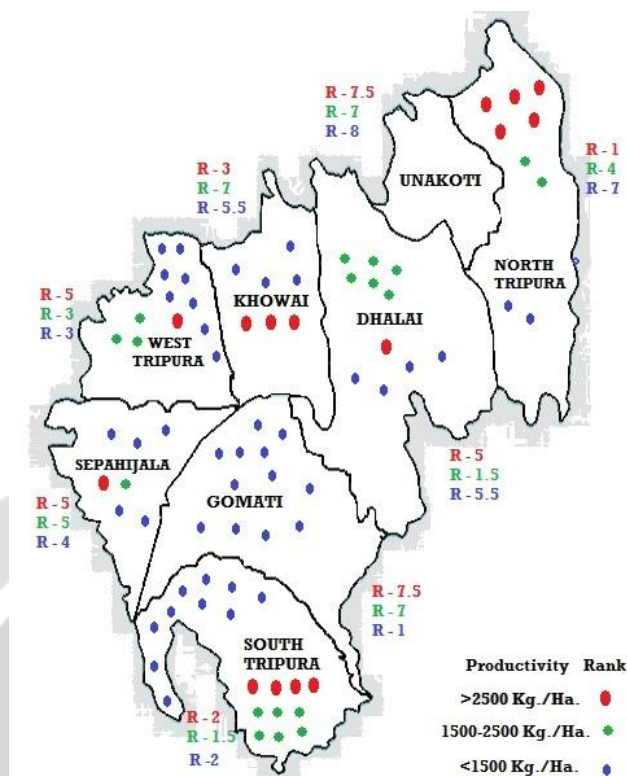 R - 7.5
R - 7
R - 8
R - 1
R - 4
R - 7
UNAKOTI
R - 3
R - 7
R - 5.5
NORTH
TRIPURA
R - 5
R - 3
R - 3
KHOWAI
DHALAI
WEST
TRIPURA
SEPAHIJALA
R - 5
R - 1.5
R - 5.5
GOMATI
R - 5
R - 5
R - 4
R - 7.5
R - 7
R - 1
SOUTH
TRIPURA
R - 2
R - 1.5
R - 2
Productivity Rank
>2500 Kg./Ha.
1500-2500 Kg./Ha.
<1500 Kg./Ha.